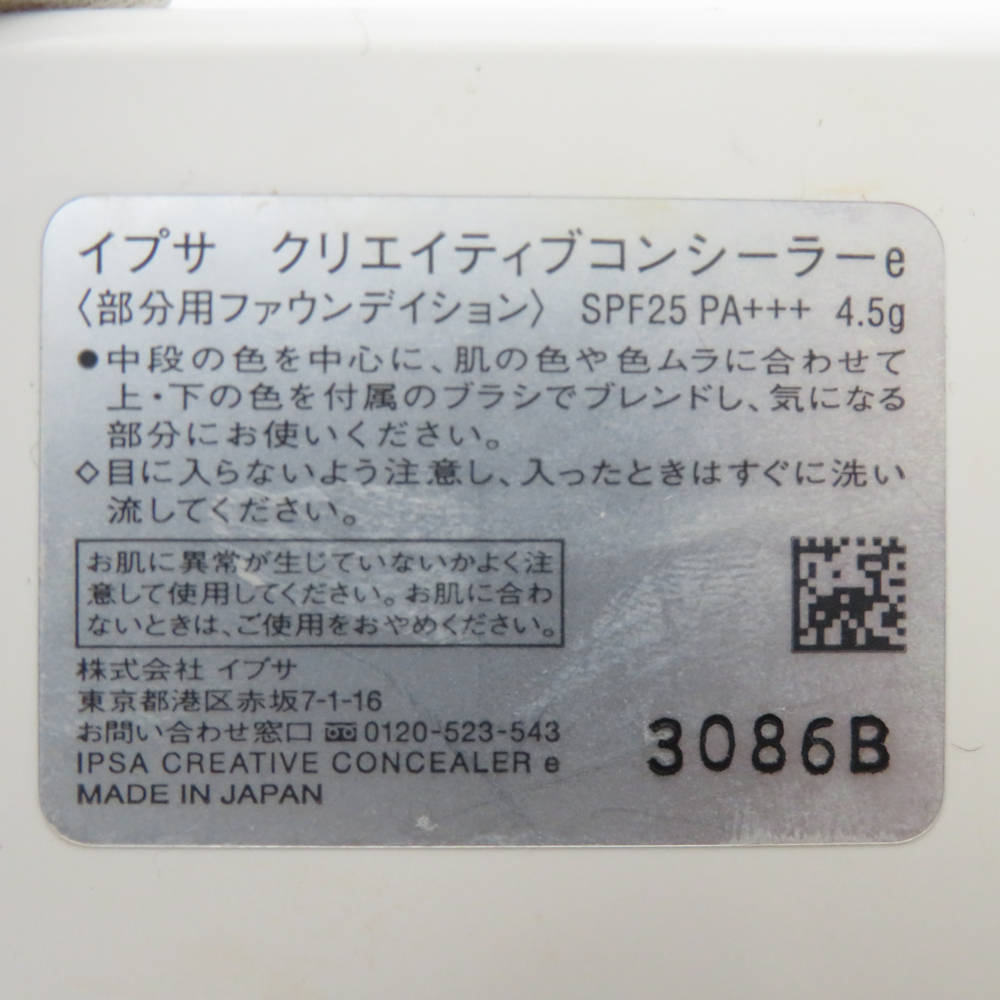 イプサ　クリエイティブコンシーラーe
〈部分用ファウンデイション〉 SPF25 PA+++ 4.5g
●中段の色を中心に、肌の色や色ムラに合わせて
上・下の色を付属のブラシでブレンドし、気になる
部分にお使いください。
◇目に入らないよう注意し、入ったときはすぐに洗い
流してください。
お肌に異常が生じていないかよく注
意して使用してください。お肌に合わ
ないときは、ご使用をおやめください。
株式会社 イプサ
東京都港区赤坂7-1-16
お問い合わせ窓口 0120-523-543
IPSA CREATIVE CONCEALER e
MADE IN JAPAN
3086B